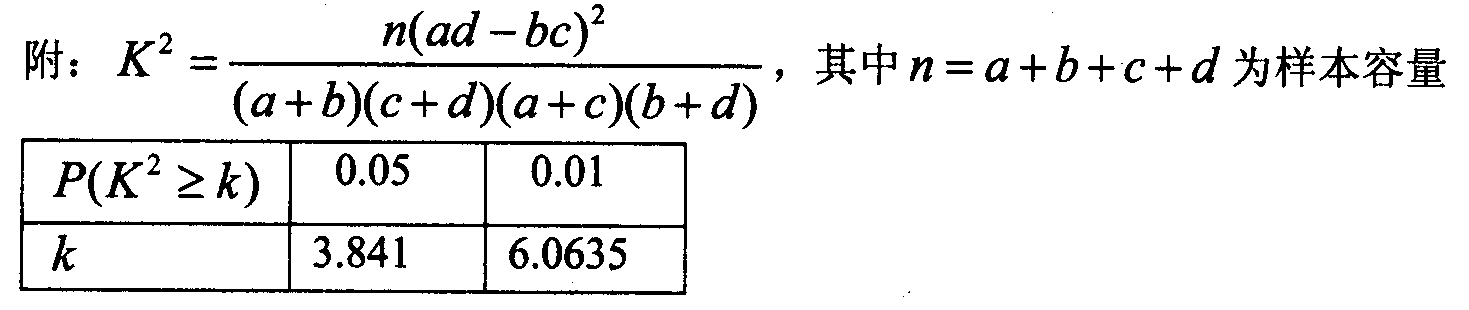 附：K² = n(ad − bc)² / (a + b)(c + d)(a + c)(b + d)，其中 n = a + b + c + d 为样本容量
P(K² ≥ k) 0.05 0.01
k 3.841 6.0635